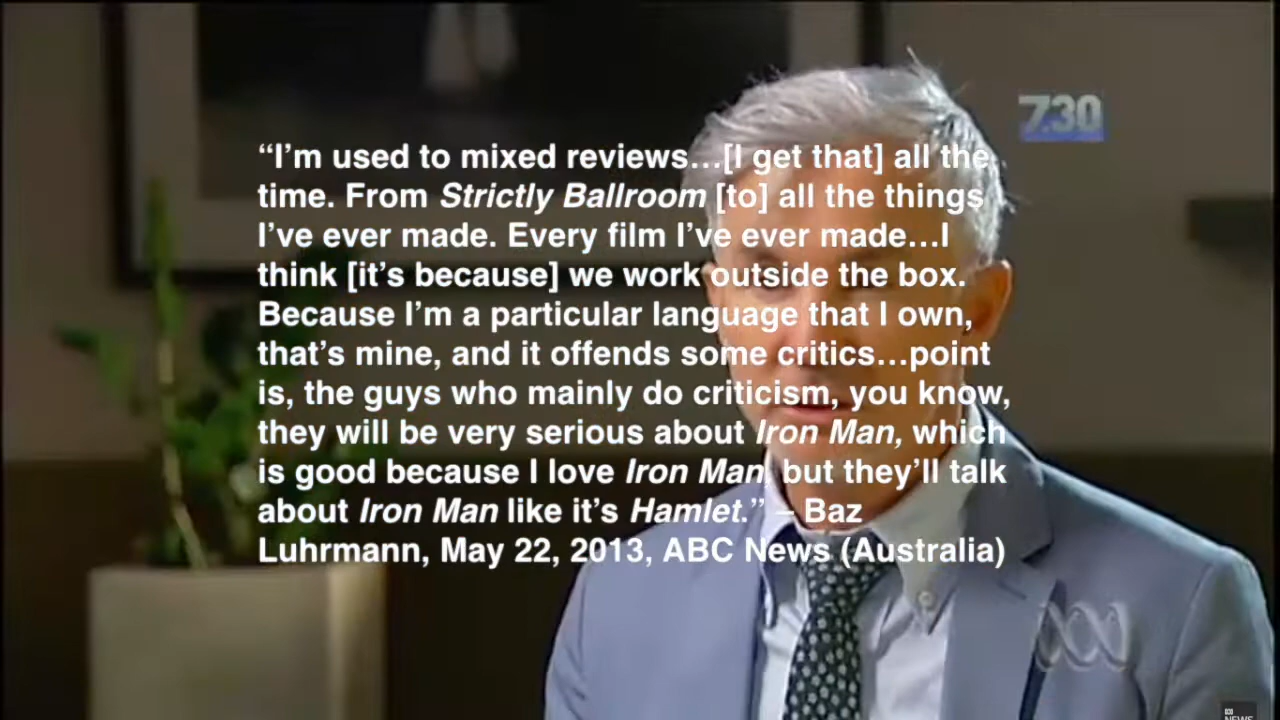 7.30
“I’m used to mixed reviews…[I get that] all the
time. From Strictly Ballroom [to] all the things
I’ve ever made. Every film I’ve ever made…I
think [it’s because] we work outside the box.
Because I’m a particular language that I own,
that’s mine, and it offends some critics…point
is, the guys who mainly do criticism, you know,
they will be very serious about Iron Man, which
is good because I love Iron Man, but they’ll talk
about Iron Man like it’s Hamlet.” – Baz
Luhrmann, May 22, 2013, ABC News (Australia)
NEWS